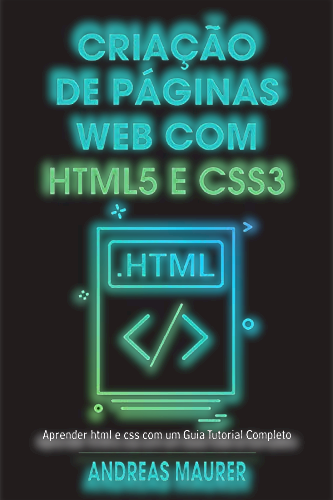 CRIAÇÃO
DE PÁGINAS
WEB COM
HTML5 E CSS3
.HTML
</>
Aprender html e css com um Guia Tutorial Completo
ANDREAS MAURER